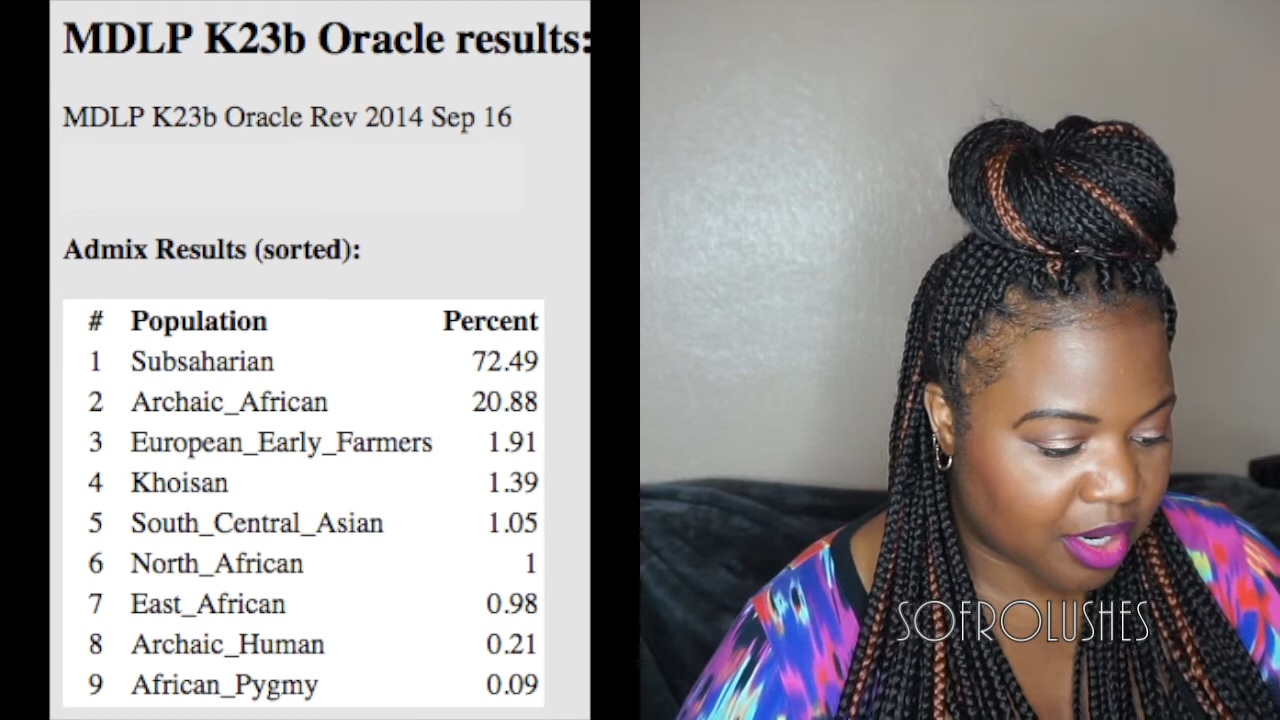 MDLP K23b Oracle results:
MDLP K23b Oracle Rev 2014 Sep 16
Admix Results (sorted):
# Population Percent
1 Subsaharian 72.49
2 Archaic_African 20.88
3 European_Early_Farmers 1.91
4 Khoisan 1.39
5 South_Central_Asian 1.05
6 North_African 1
7 East_African 0.98
8 Archaic_Human 0.21
9 African_Pygmy 0.09
SOFROLUSHES